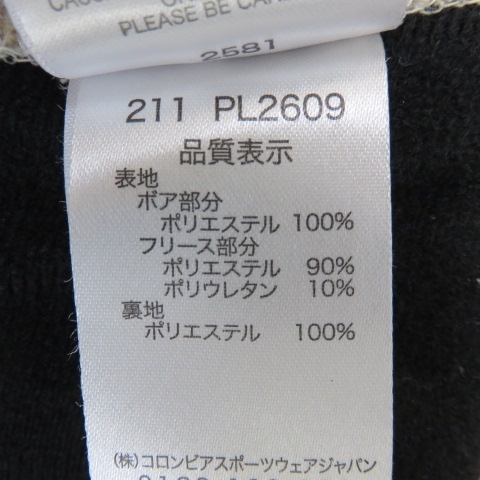 PLEASE BE CAREF
2581
211 PL2609
品質表示
表地
ボア部分
ポリエステル 100%
フリース部分
ポリエステル 90%
ポリウレタン 10%
裏地
ポリエステル 100%
(株)コロンビアスポーツウェアジャパン